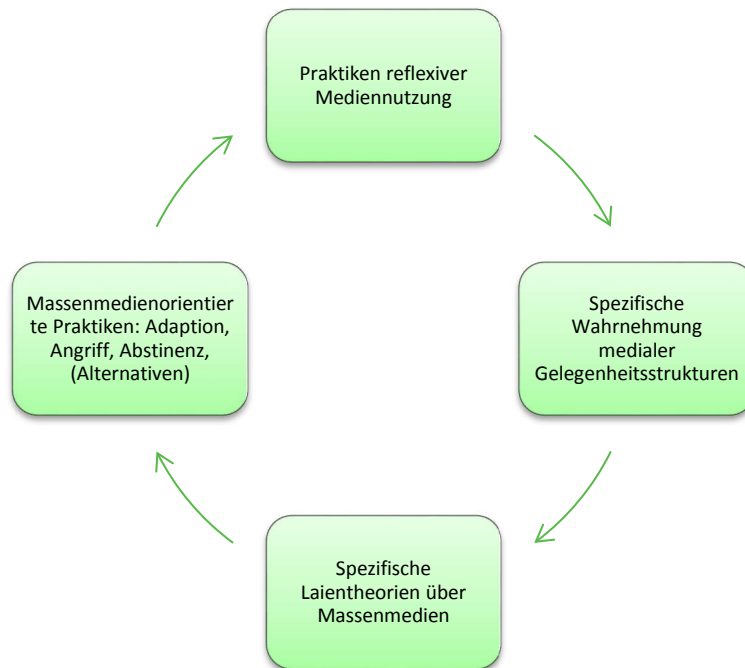 Praktiken reflexiver
Mediennutzung
Spezifische
Wahrnehmung
medialer
Gelegenheitsstrukturen
Spezifische
Laientheorien über
Massenmedien
Massenmedienorientier
te Praktiken: Adaption,
Angriff, Abstinenz,
(Alternativen)